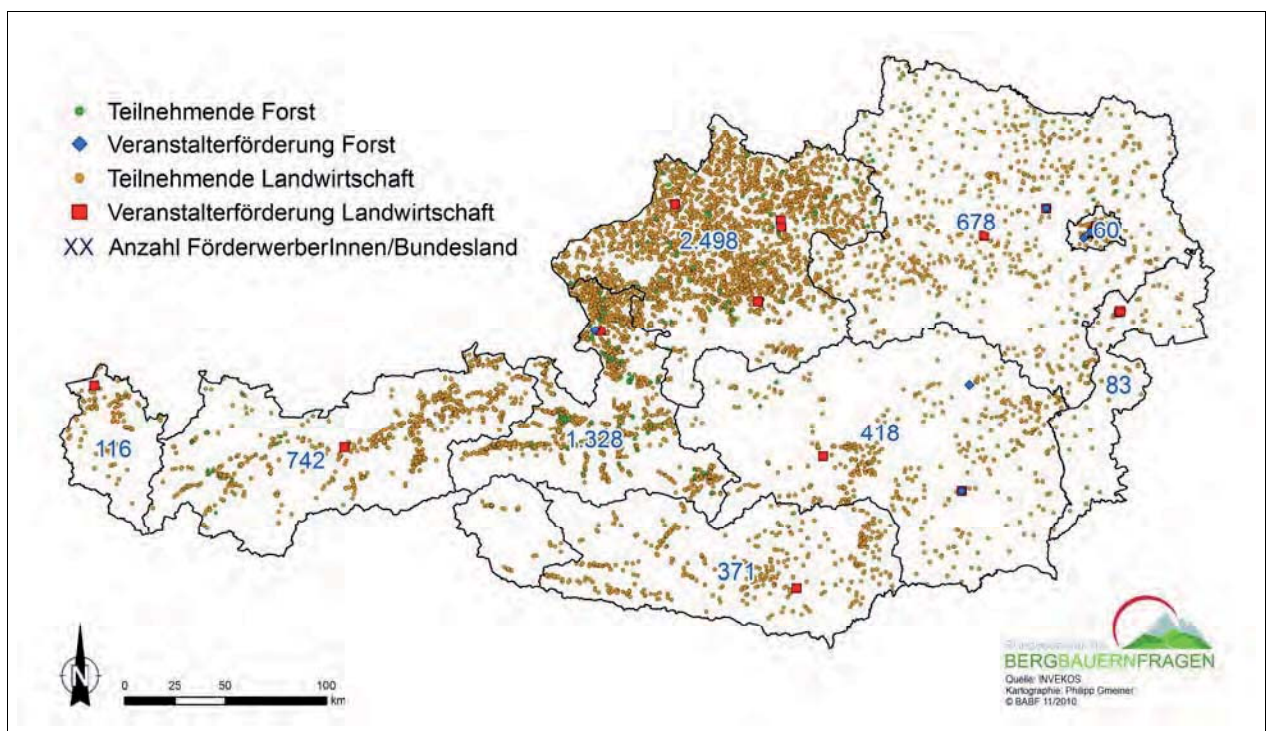 Teilnehmende Forst
Veranstalterförderung Forst
Teilnehmende Landwirtschaft
Veranstalterförderung Landwirtschaft
XX Anzahl FörderwerberInnen/Bundesland
678
60
2.498
83
116
742
1.328
418
371
N
0 25 50 100
km
BERGBAUERNFRAGEN
Quelle: INVEKOS
Kartographie: Philipp Gmeiner
© BABF 11/2010